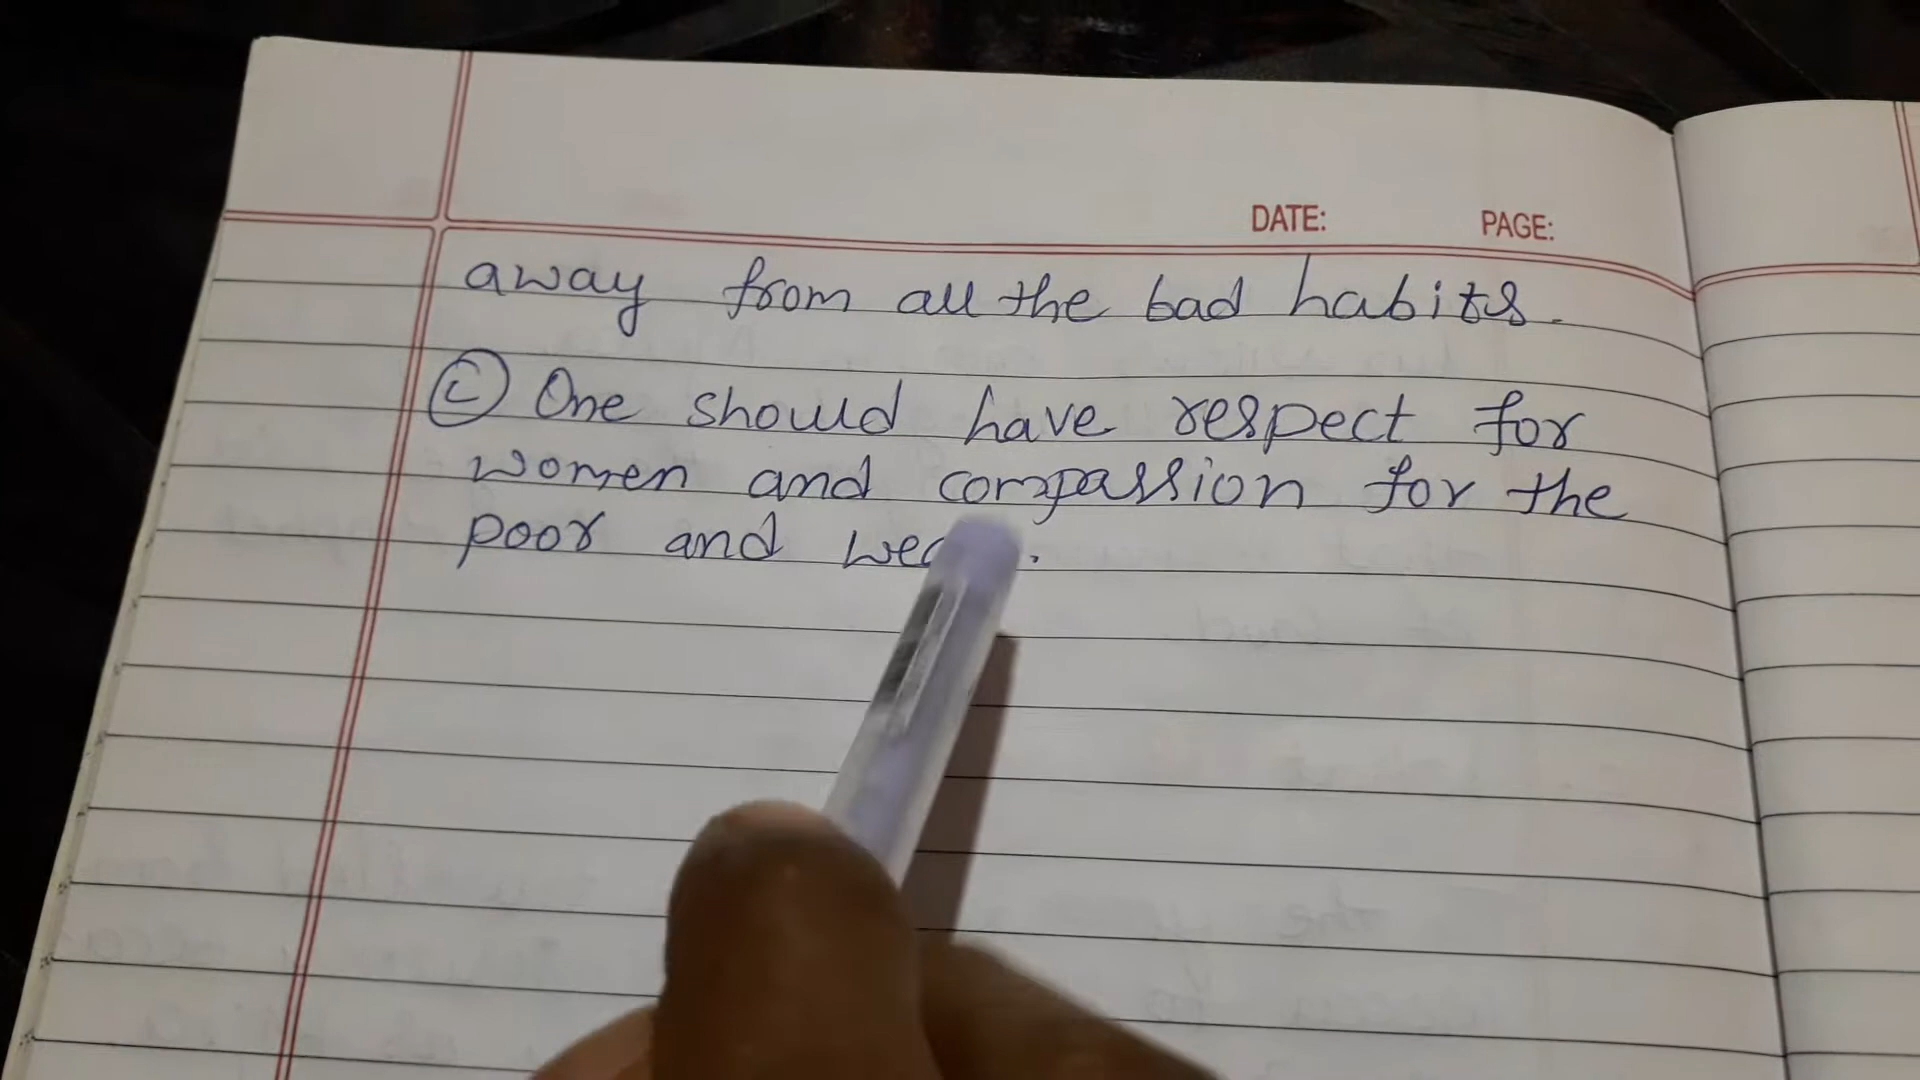 DATE: PAGE:
away from all the bad habits.
© One should have respect for
women and compassion for the
poor and